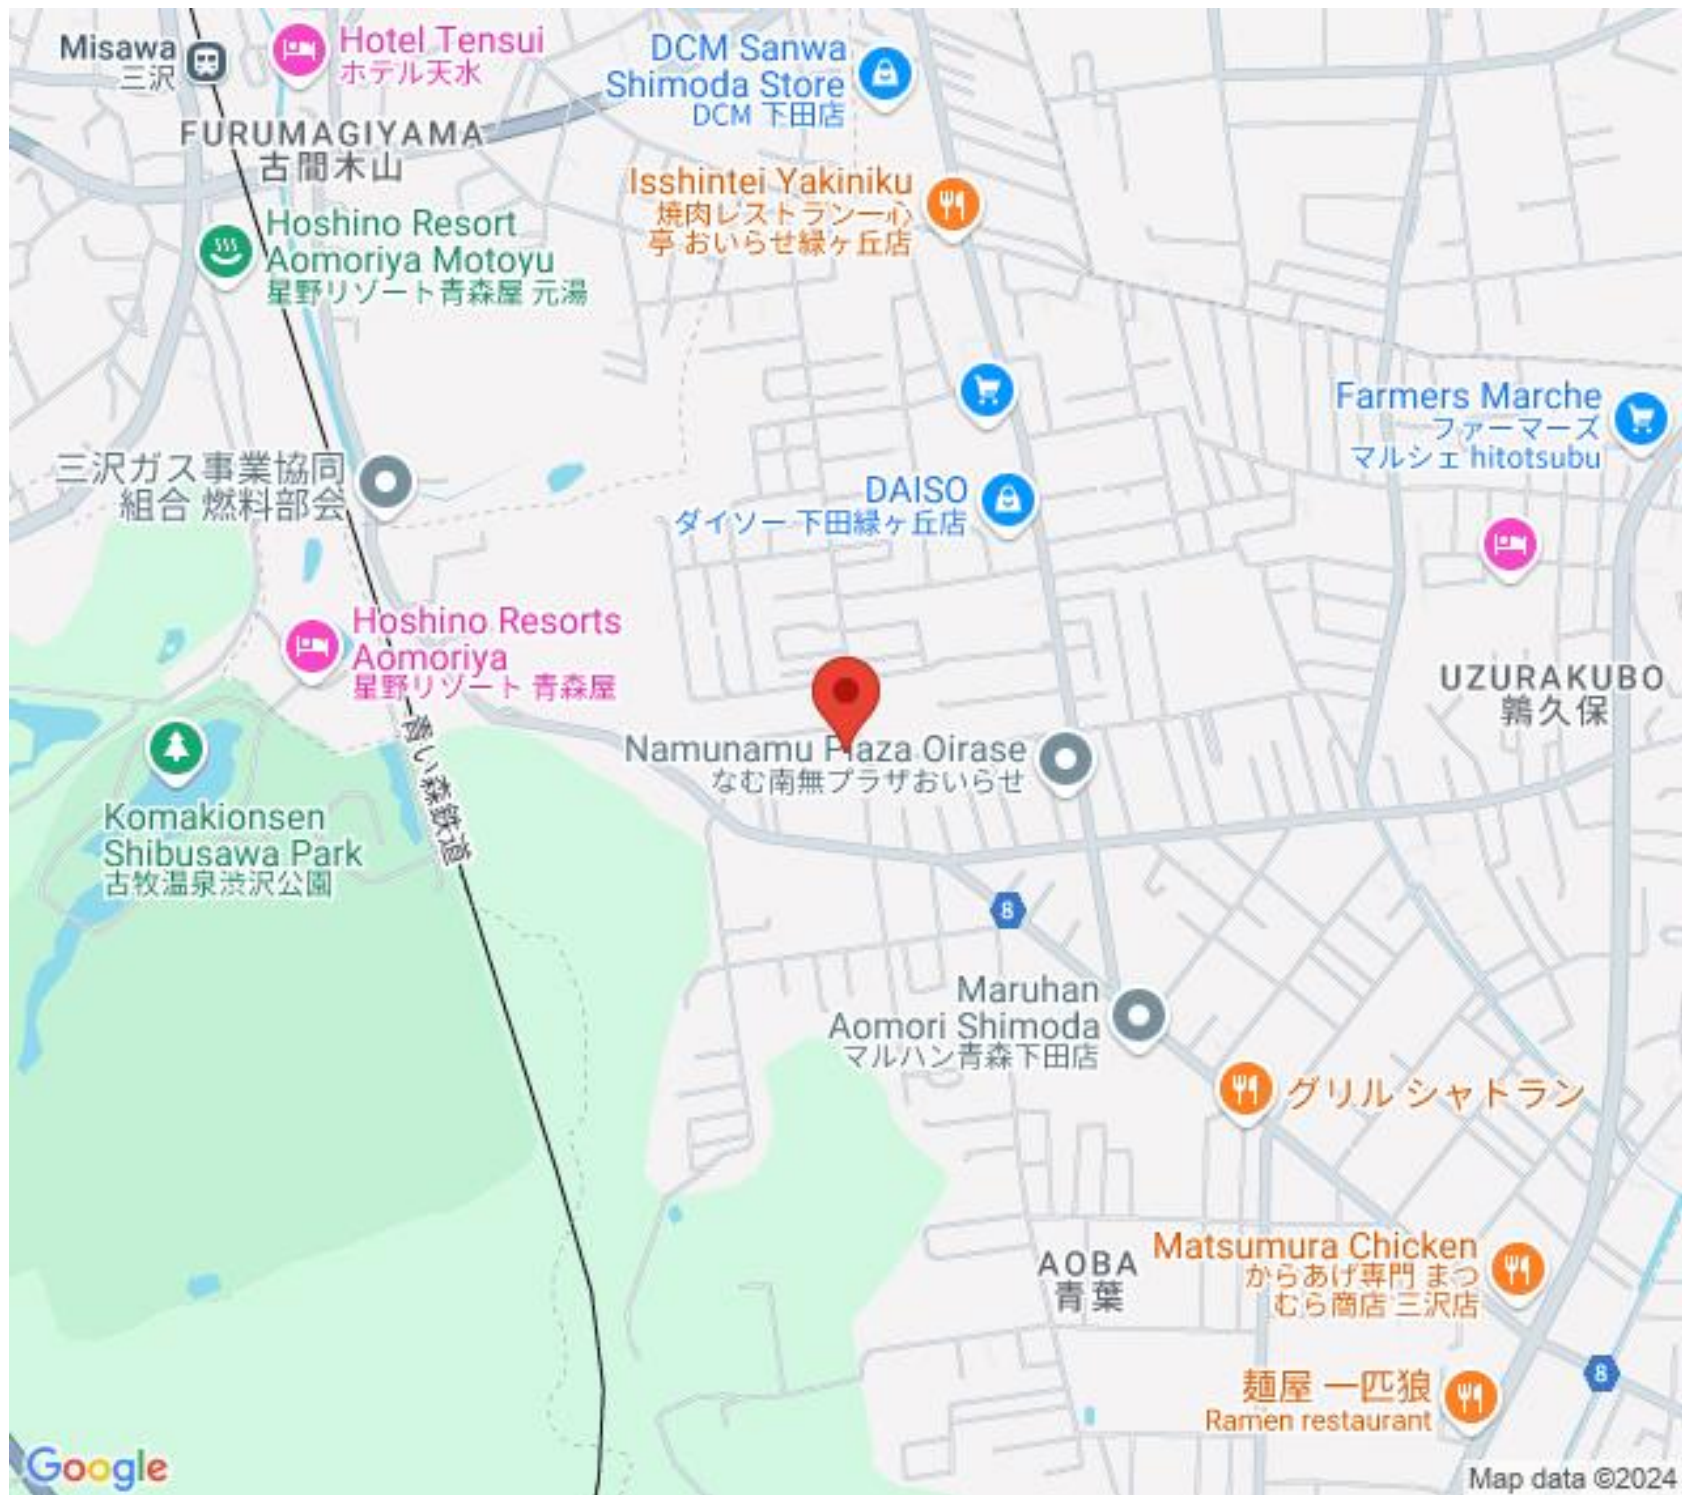 Misawa
三沢
Hotel Tensui
ホテル天水
DCM Sanwa
Shimoda Store
DCM 下田店
FURUMAGIYAMA
古間木山
Isshintei Yakiniku
焼肉レストラン一心
亭 おいらせ緑ヶ丘店
Hoshino Resort
Aomoriya Motoyu
星野リゾート青森屋 元湯
Farmers Marche
ファーマーズ
マルシェ hitotsubu
三沢ガス事業協同
組合 燃料部会
DAISO
ダイソー 下田緑ヶ丘店
Hoshino Resorts
Aomoriya
星野リゾート 青森屋
UZURAKUBO
鶉久保
青い森鉄道
Namunamu Plaza Oirase
なむ南無プラザおいらせ
Komakionsen
Shibusawa Park
古牧温泉渋沢公園
8
Maruhan
Aomori Shimoda
マルハン青森下田店
グリル シャトラン
AOBA
青葉
Matsumura Chicken
からあげ専門 まつ
むら商店 三沢店
8
麺屋 一匹狼
Ramen restaurant
Google
Map data ©2024